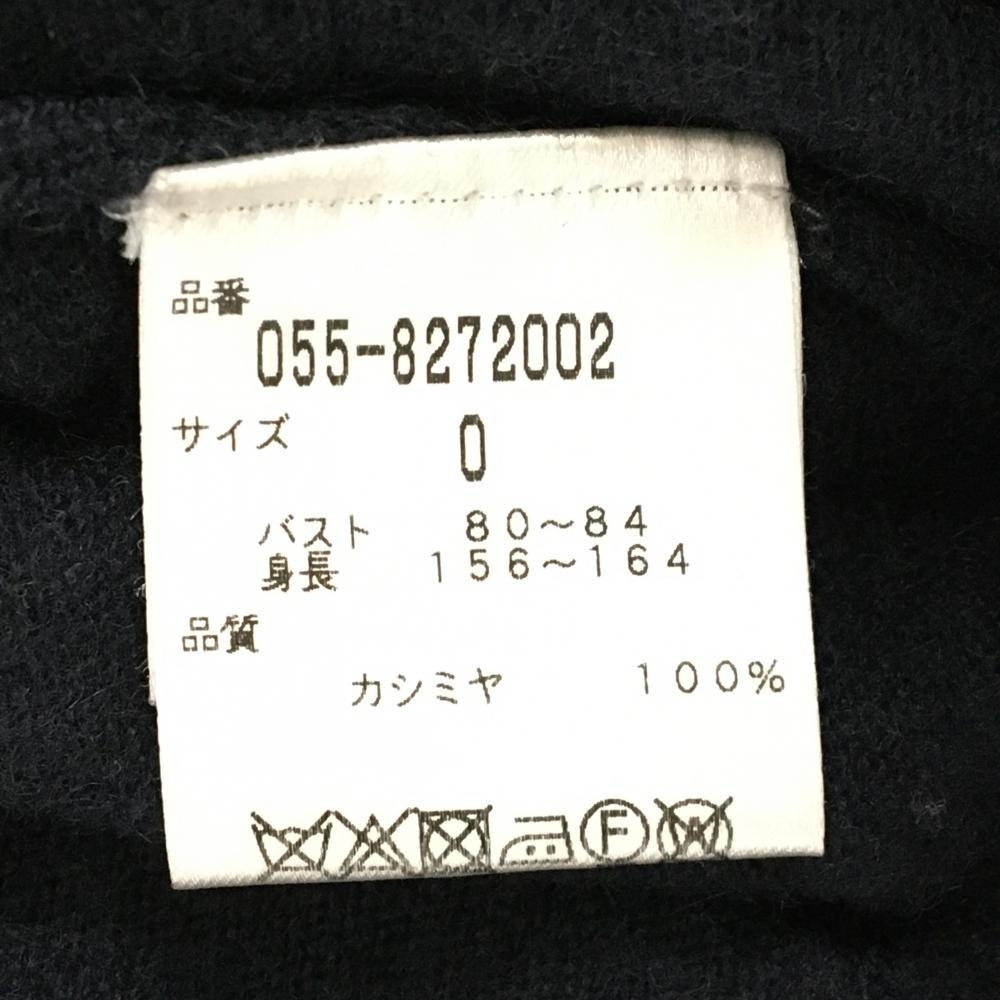 品番
055-8272002
サイズ 0
バスト 80～84
身長 156～164
品質
カシミヤ 100%
F W